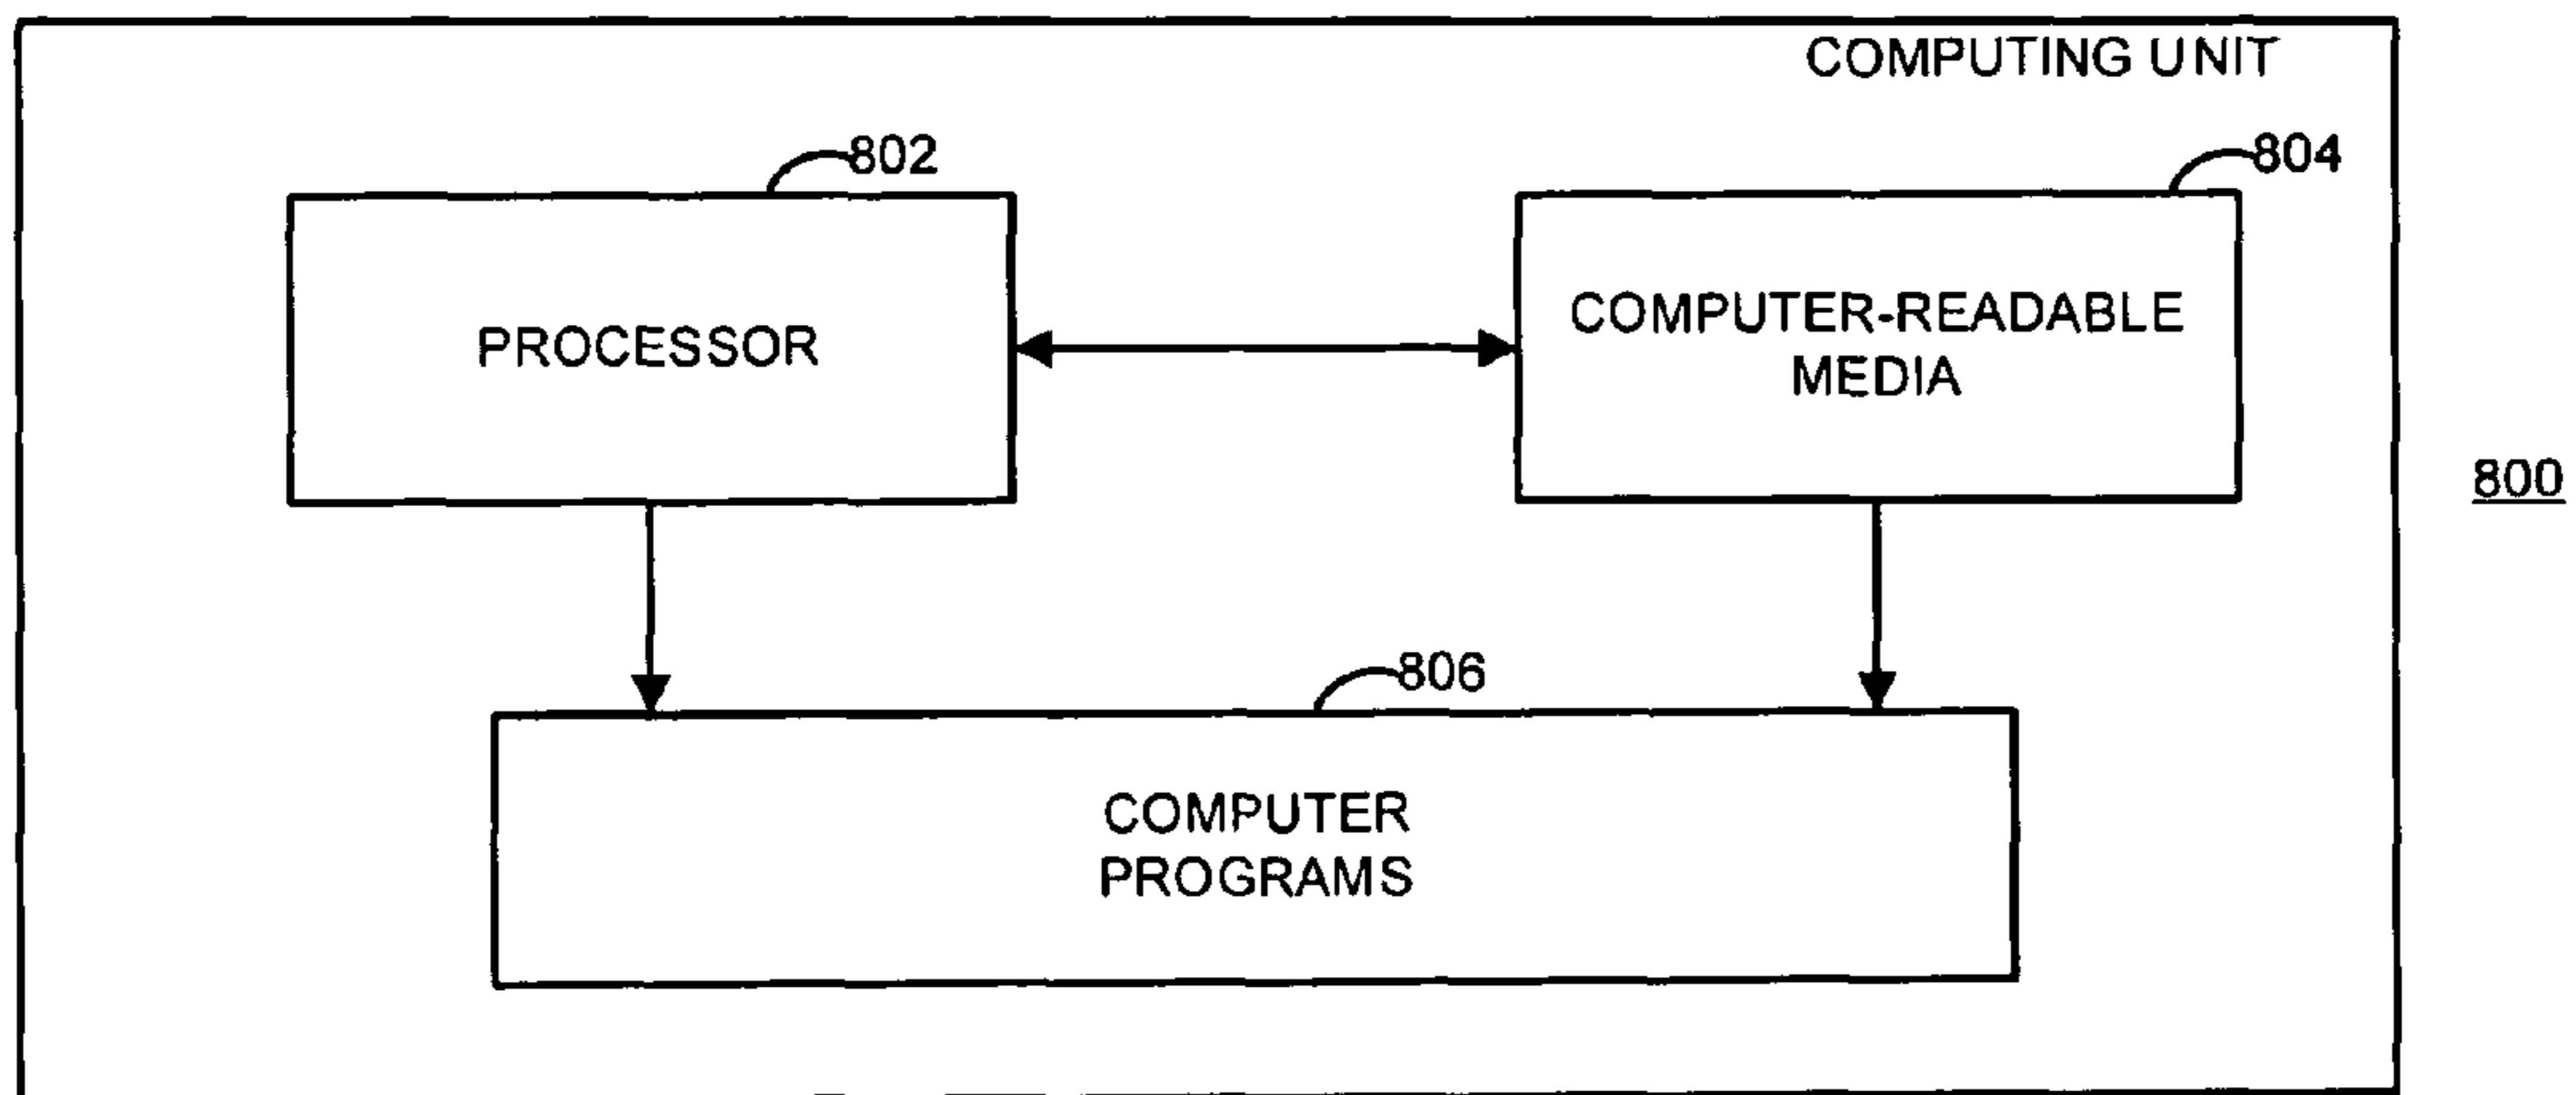 COMPUTING UNIT
802
804
PROCESSOR
COMPUTER-READABLE
MEDIA
800
806
COMPUTER
PROGRAMS